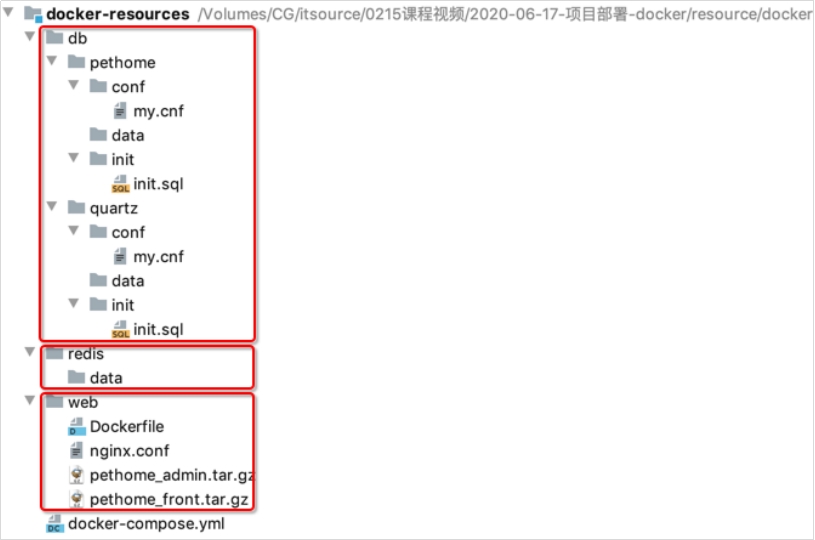 docker-resources /Volumes/CG/itsource/0215课程视频/2020-06-17-项目部署-docker/resource/docker
db
pethome
conf
my.cnf
data
init
init.sql
quartz
conf
my.cnf
data
init
init.sql
redis
data
web
Dockerfile
nginx.conf
pethome_admin.tar.gz
pethome_front.tar.gz
docker-compose.yml